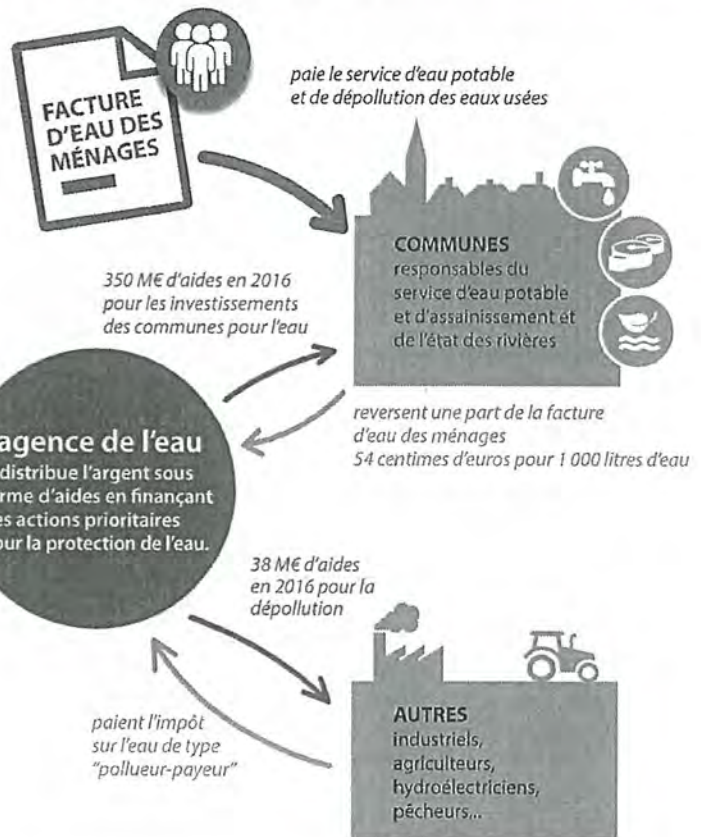 FACTURE
D'EAU DES
MÉNAGES
paie le service d'eau potable
et de dépollution des eaux usées
COMMUNES
responsables du
service d'eau potable
et d'assainissement et
de l'état des rivières
350 M€ d'aides en 2016
pour les investissements
des communes pour l'eau
reversent une part de la facture
d'eau des ménages
54 centimes d'euros pour 1 000 litres d'eau
agence de l'eau
distribue l'argent sous
rme d'aides en finançant
es actions prioritaires
our la protection de l'eau.
38 M€ d'aides
en 2016 pour la
dépollution
paient l'impôt
sur l'eau de type
"pollueur-payeur"
AUTRES
industriels,
agriculteurs,
hydroélectriciens,
pêcheurs...